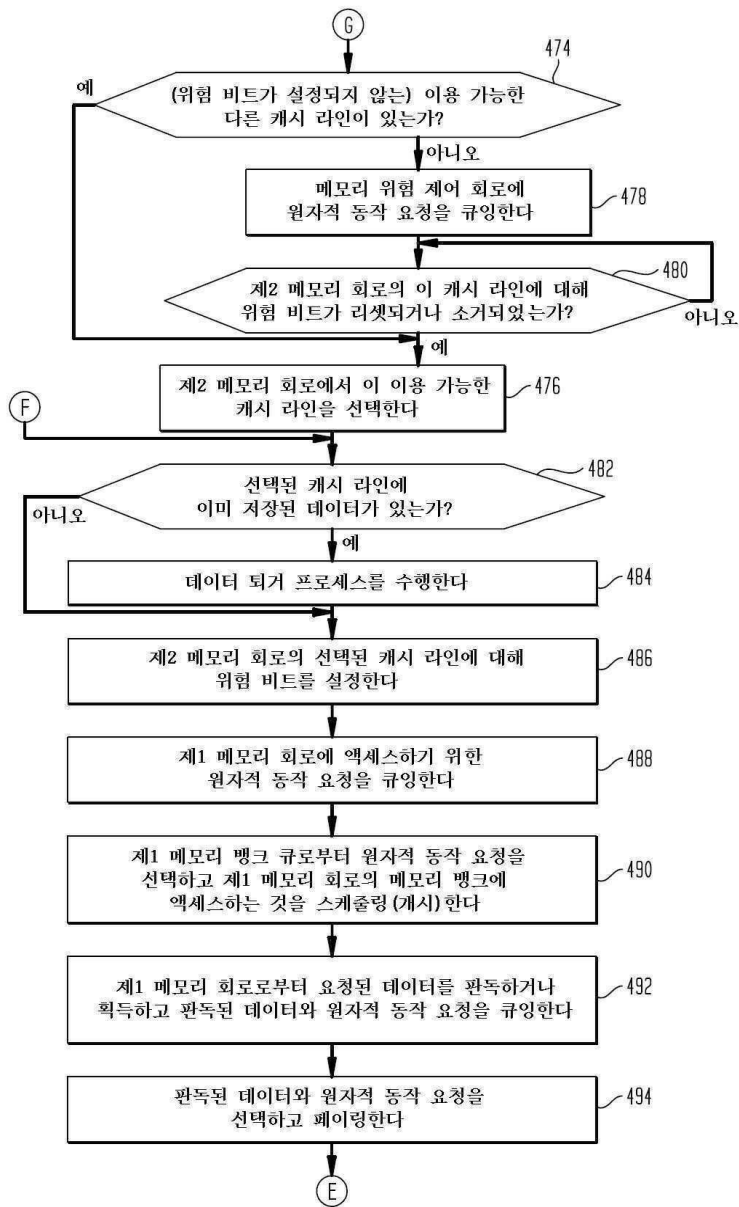 G
474
예
(위험 비트가 설정되지 않는) 이용 가능한
다른 캐시 라인이 있는가?
아니오
메모리 위험 제어 회로에
원자적 동작 요청을 큐잉한다
478
480
제2 메모리 회로의 이 캐시 라인에 대해
위험 비트가 리셋되거나 소거되었는가?
아니오
예
제2 메모리 회로에서 이 이용 가능한
캐시 라인을 선택한다
476
F
482
선택된 캐시 라인에
이미 저장된 데이터가 있는가?
아니오
예
데이터 퇴거 프로세스를 수행한다
484
제2 메모리 회로의 선택된 캐시 라인에 대해
위험 비트를 설정한다
486
제1 메모리 회로에 액세스하기 위한
원자적 동작 요청을 큐잉한다
488
제1 메모리 뱅크 큐로부터 원자적 동작 요청을
선택하고 제1 메모리 회로의 메모리 뱅크에
액세스하는 것을 스케줄링(개시)한다
490
제1 메모리 회로로부터 요청된 데이터를 판독하거나
획득하고 판독된 데이터와 원자적 동작 요청을 큐잉한다
492
판독된 데이터와 원자적 동작 요청을
선택하고 페어링한다
494
E